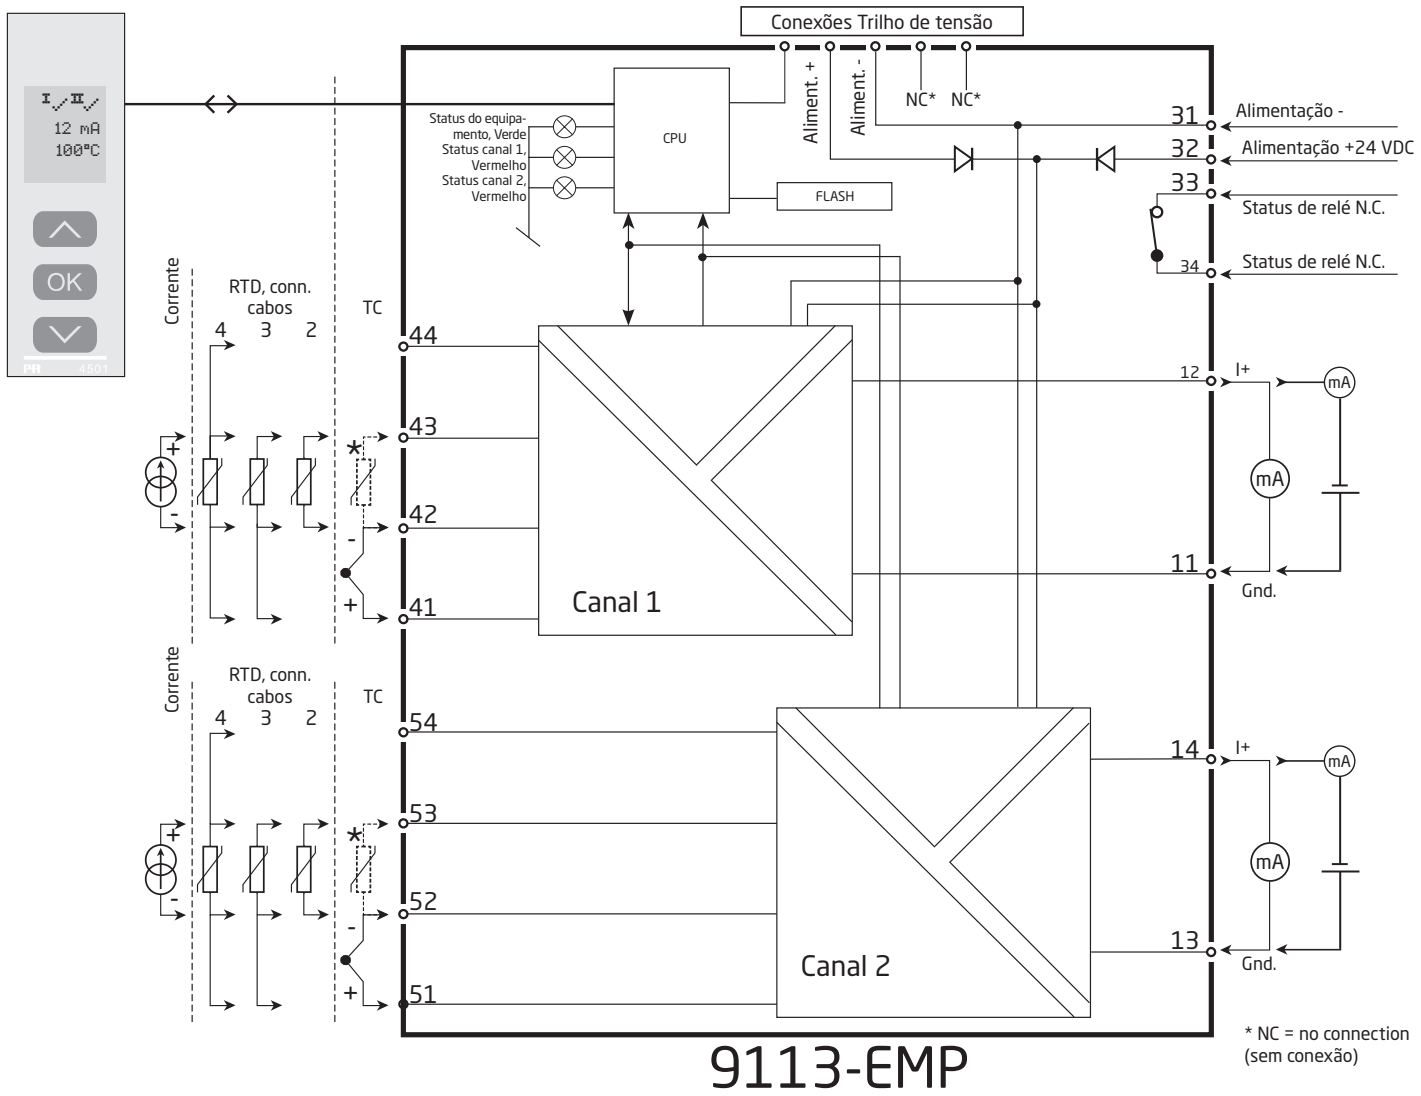 Conexões Trilho de tensão
I II
12 mA
100°C
OK
PR 4501
Status do equipa-
mento, Verde
Status canal 1,
Vermelho
Status canal 2,
Vermelho
CPU
FLASH
Aliment. +
Aliment. -
NC* NC*
31 Alimentação -
32 Alimentação +24 VDC
33
Status de relé N.C.
34 Status de relé N.C.
Corrente
RTD, conn.
cabos
4 3 2
TC
44
43
42
41
+
-
*
-
+
Canal 1
12 I+
mA
mA
11
Gnd.
Corrente
RTD, conn.
cabos
4 3 2
TC
54
53
52
51
+
-
*
-
+
Canal 2
14 I+
mA
mA
13
Gnd.
* NC = no connection
(sem conexão)
9113-EMP